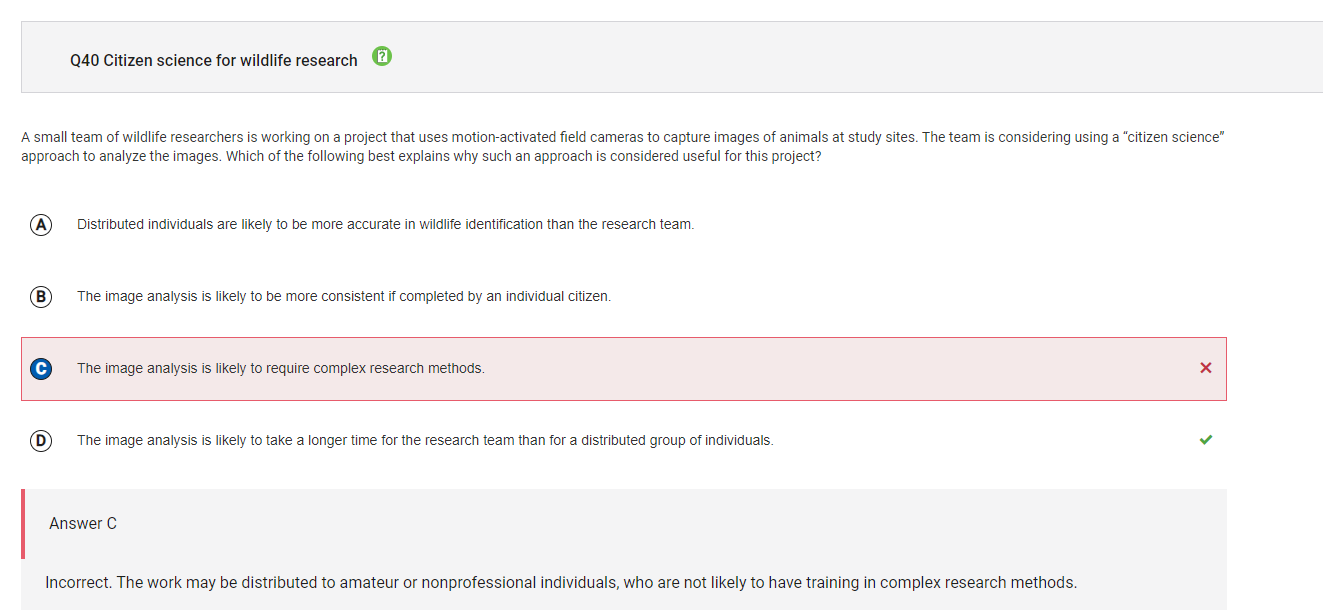 Q40 Citizen science for wildlife research
A small team of wildlife researchers is working on a project that uses motion-activated field cameras to capture images of animals at study sites. The team is considering using a “citizen science”
approach to analyze the images. Which of the following best explains why such an approach is considered useful for this project?
A Distributed individuals are likely to be more accurate in wildlife identification than the research team.
B The image analysis is likely to be more consistent if completed by an individual citizen.
C The image analysis is likely to require complex research methods.
D The image analysis is likely to take a longer time for the research team than for a distributed group of individuals.
Answer C
Incorrect. The work may be distributed to amateur or nonprofessional individuals, who are not likely to have training in complex research methods.